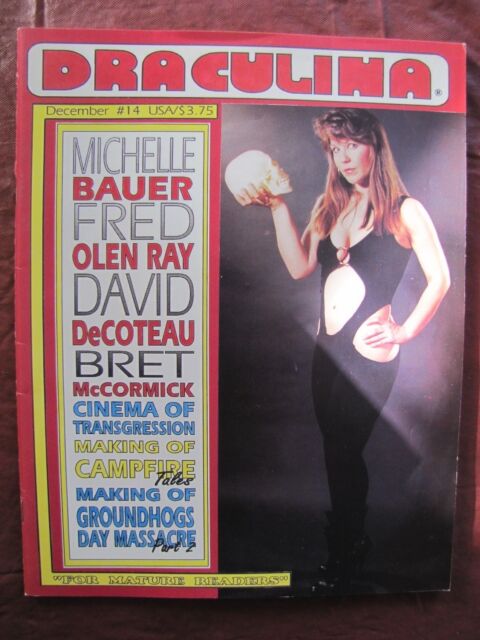 DRACULINA®
December #14 USA/$3.75
MICHELLE
BAUER
FRED
OLEN RAY
DAVID
DeCOTEAU
BRET
McCORMICK
CINEMA OF
TRANSGRESSION
MAKING OF
CAMPFIRE
Tales
MAKING OF
GROUNDHOGS
DAY MASSACRE
Part 2
"FOR MATURE READERS"